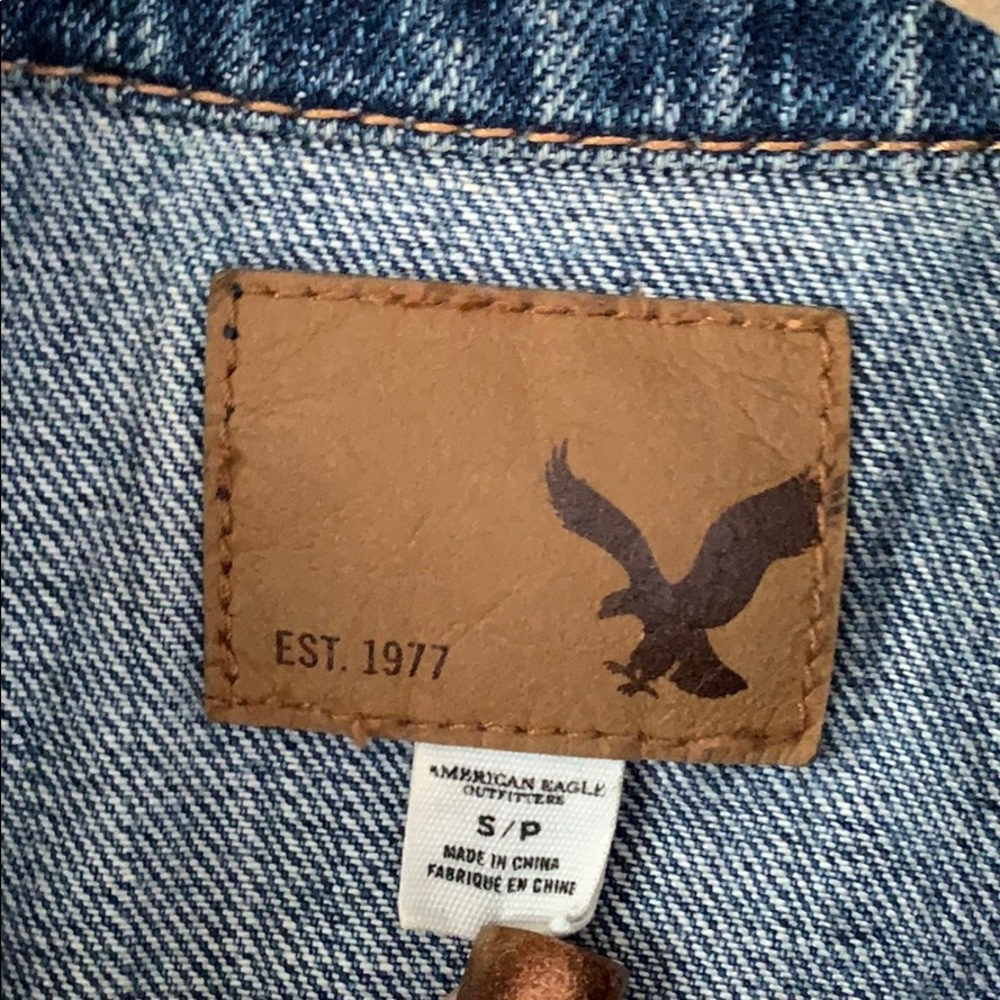 EST. 1977
AMERICAN EAGLE
OUTFITTERS
S/P
MADE IN CHINA
FABRIQUÉ EN CHINE